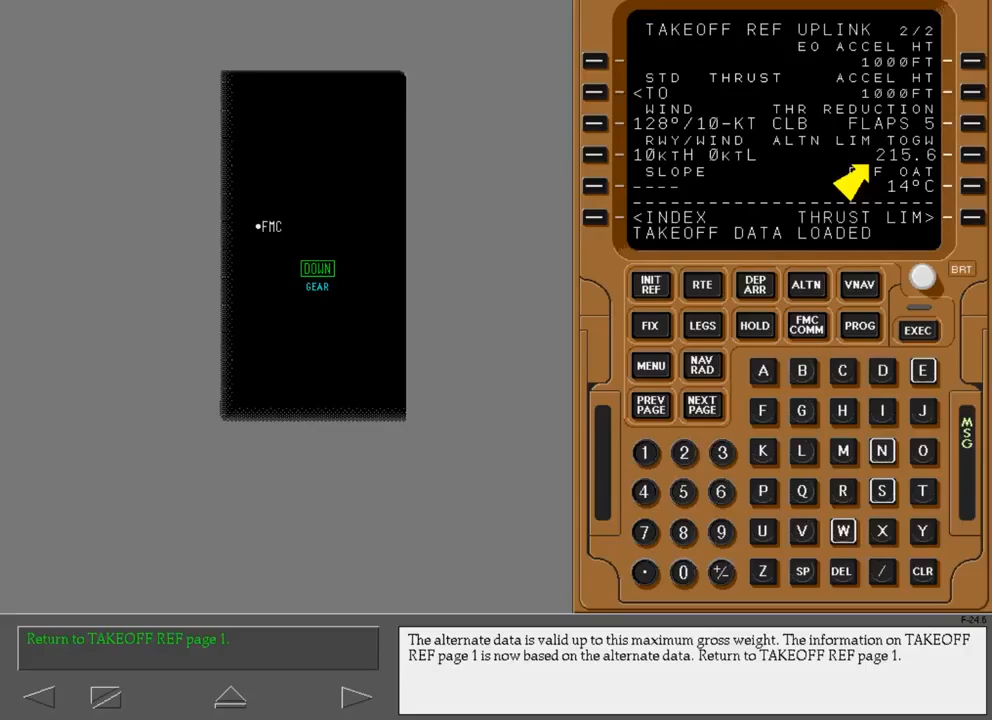 TAKEOFF REF UPLINK 2/2
EO ACCEL HT
1000FT
STD THRUST ACCEL HT
<TO 1000FT
WIND THR REDUCTION
128°/10-KT CLB FLAPS 5
RWY/WIND ALTN LIM TOGW
10KTH 0KTL 215.6
SLOPE F OAT
---- 14°C
<INDEX THRUST LIM>
TAKEOFF DATA LOADED
•FMC
DOWN
GEAR
BRT
INIT REF RTE DEP ARR ALTN VNAV
FIX LEGS HOLD FMC COMM PROG EXEC
MENU NAV RAD
PREV PAGE NEXT PAGE
A B C D E
F G H I J
1 2 3 K L M N O
4 5 6 P Q R S T
7 8 9 U V W X Y
. 0 +/- Z SP DEL / CLR
MSG
F-24.6
Return to TAKEOFF REF page 1.
The alternate data is valid up to this maximum gross weight. The information on TAKEOFF
REF page 1 is now based on the alternate data. Return to TAKEOFF REF page 1.